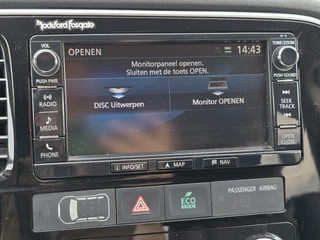 Rockford Fosgate
VOL
PUSH PWR
RADIO
MEDIA
PHONE
OPENEN
14:43
Monitorpaneel openen.
Sluiten met de toets OPEN.
DISC Uitwerpen
Monitor OPENEN
TUNE/ZOOM
PUSH SOUND
SEEK
TRACK
OPEN
CLOSE
INFO/SET
MAP
NAV
ECO
MODE
PASSENGER AIRBAG